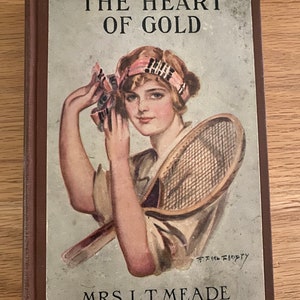 THE HEART
OF GOLD
MRS. L.T. MEADE